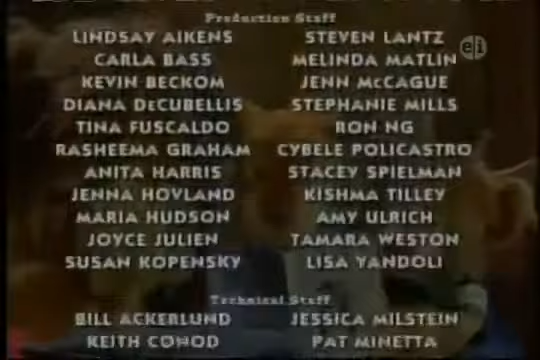 Production Staff
LINDSAY AIKENS STEVEN LANTZ
e/i
CARLA BASS MELINDA MATLIN
KEVIN BECKOM JENN McCAGUE
DIANA DeCUBELLIS STEPHANIE MILLS
TINA FUSCALDO RON NG
RASHEEMA GRAHAM CYBELE POLICASTRO
ANITA HARRIS STACEY SPIELMAN
JENNA HOVLAND KISHMA TILLEY
MARIA HUDSON AMY ULRICH
JOYCE JULIEN TAMARA WESTON
SUSAN KOPENSKY LISA YANDOLI
Technical Staff
BILL ACKERLUND JESSICA MILSTEIN
KEITH PAT MINETTA